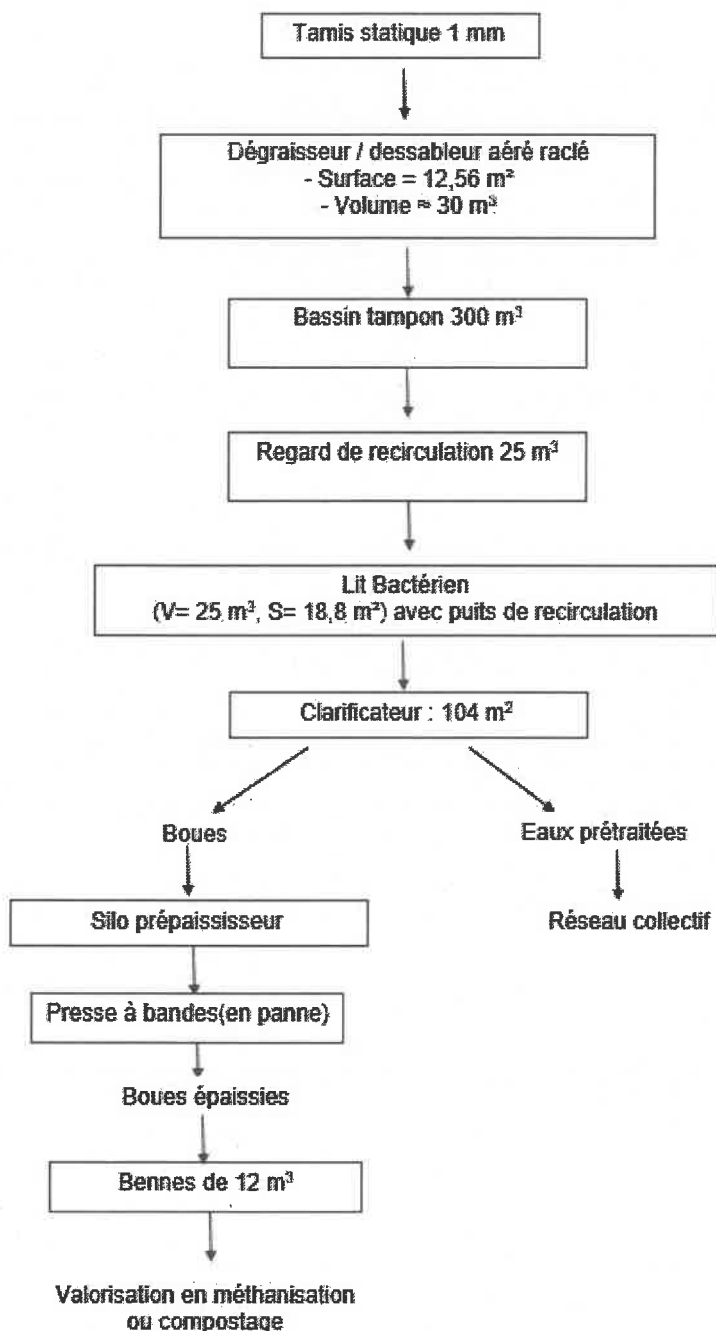 Tamis statique 1 mm
Dégraisseur / dessableur aéré raclé
- Surface = 12,56 m²
- Volume ≈ 30 m³
Bassin tampon 300 m³
Regard de recirculation 25 m³
Lit Bactérien
(V= 25 m³, S= 18,8 m²) avec puits de recirculation
Clarificateur : 104 m²
Boues
Eaux prétraitées
Silo prépaississeur
Réseau collectif
Presse à bandes(en panne)
Boues épaissies
Bennes de 12 m³
Valorisation en méthanisation
ou compostage